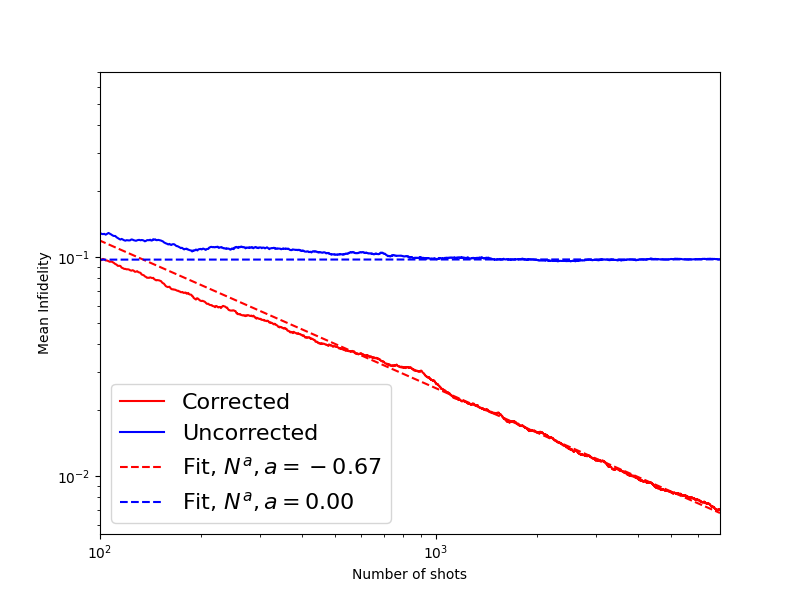 10⁻¹
10⁻²
Mean Infidelity
Corrected
Uncorrected
Fit, Nᵃ, a = −0.67
Fit, Nᵃ, a = 0.00
10² 10³
Number of shots